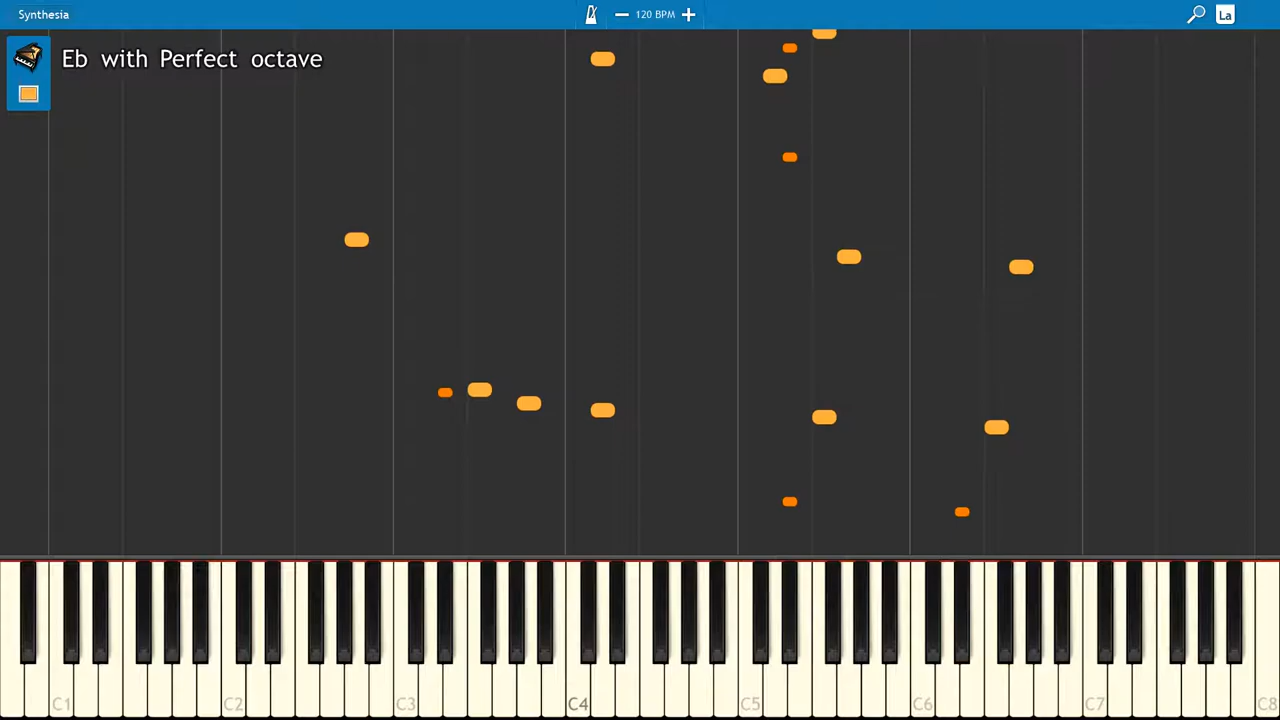 Synthesia
120 BPM
La
Eb with Perfect octave
C1 C2 C3 C4 C5 C6 C7 C8